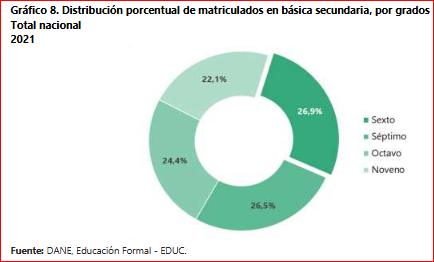 Gráfico 8. Distribución porcentual de matriculados en básica secundaria, por grados
Total nacional
2021
22,1%
26,9%
24,4%
26,5%
Sexto
Séptimo
Octavo
Noveno
Fuente: DANE, Educación Formal - EDUC.